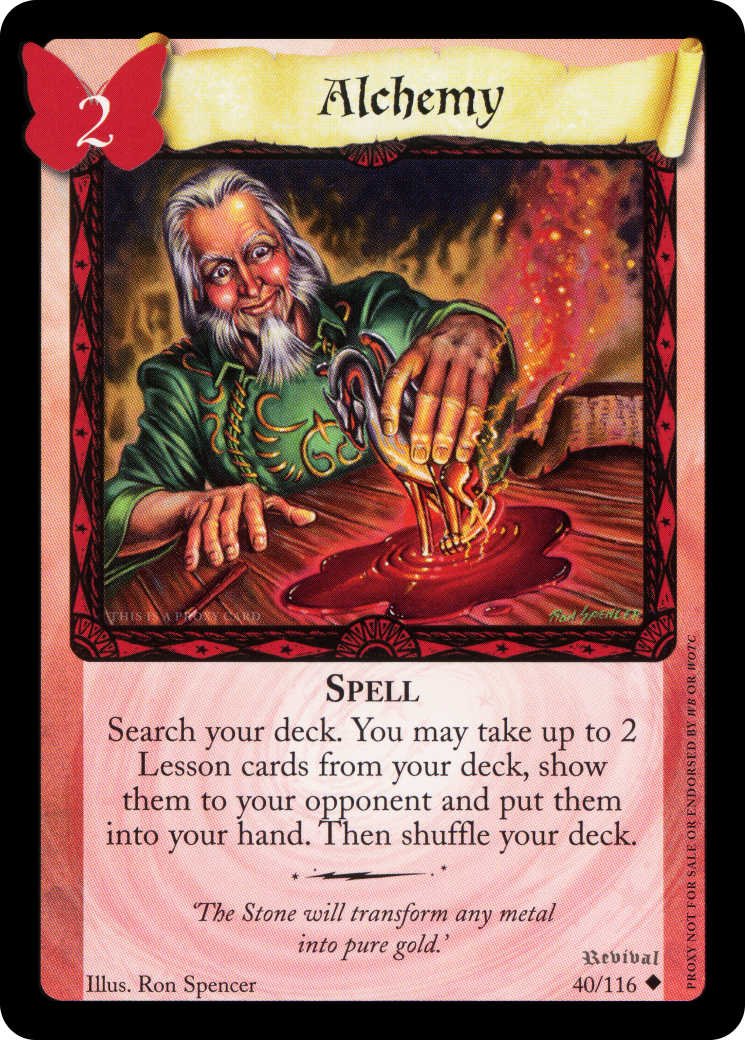 2
Alchemy
THIS IS A PROXY CARD
RON SPENCER
SPELL
Search your deck. You may take up to 2
Lesson cards from your deck, show
them to your opponent and put them
into your hand. Then shuffle your deck.
‘The Stone will transform any metal
into pure gold.’
Revival
Illus. Ron Spencer
40/116
PROXY NOT FOR SALE OR ENDORSED BY WB OR WOTC